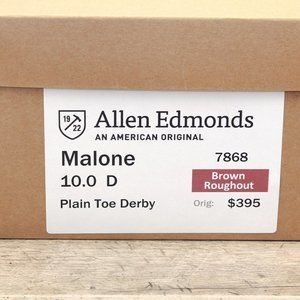 19
22
Allen Edmonds
AN AMERICAN ORIGINAL
Malone 7868
10.0 D Brown
Roughout
Plain Toe Derby Orig: $395